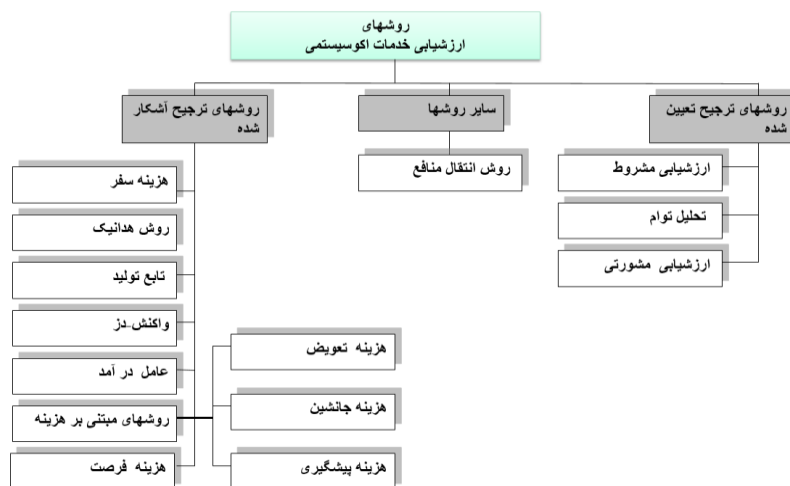 روشهای
ارزشیابی خدمات اکوسیستمی
روشهای ترجیح تعیین
شده
سایر روشها
روشهای ترجیح آشکار
شده
ارزشیابی مشروط
تحلیل توام
ارزشیابی مشورتی
روش انتقال منافع
هزینه سفر
روش هدانیک
تابع تولید
واکنش-دز
عامل در آمد
روشهای مبتنی بر هزینه
هزینه فرصت
هزینه تعویض
هزینه جانشین
هزینه پیشگیری